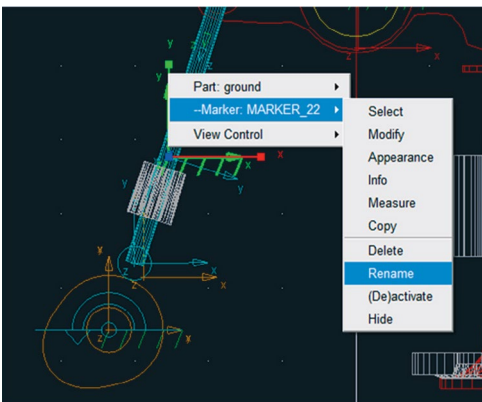 y
z
x
y
Part: ground
--Marker: MARKER_22
View Control
Select
Modify
Appearance
Info
Measure
Copy
Delete
Rename
(De)activate
Hide
x
x
y
y
y
z
x
z
x
y
z
y